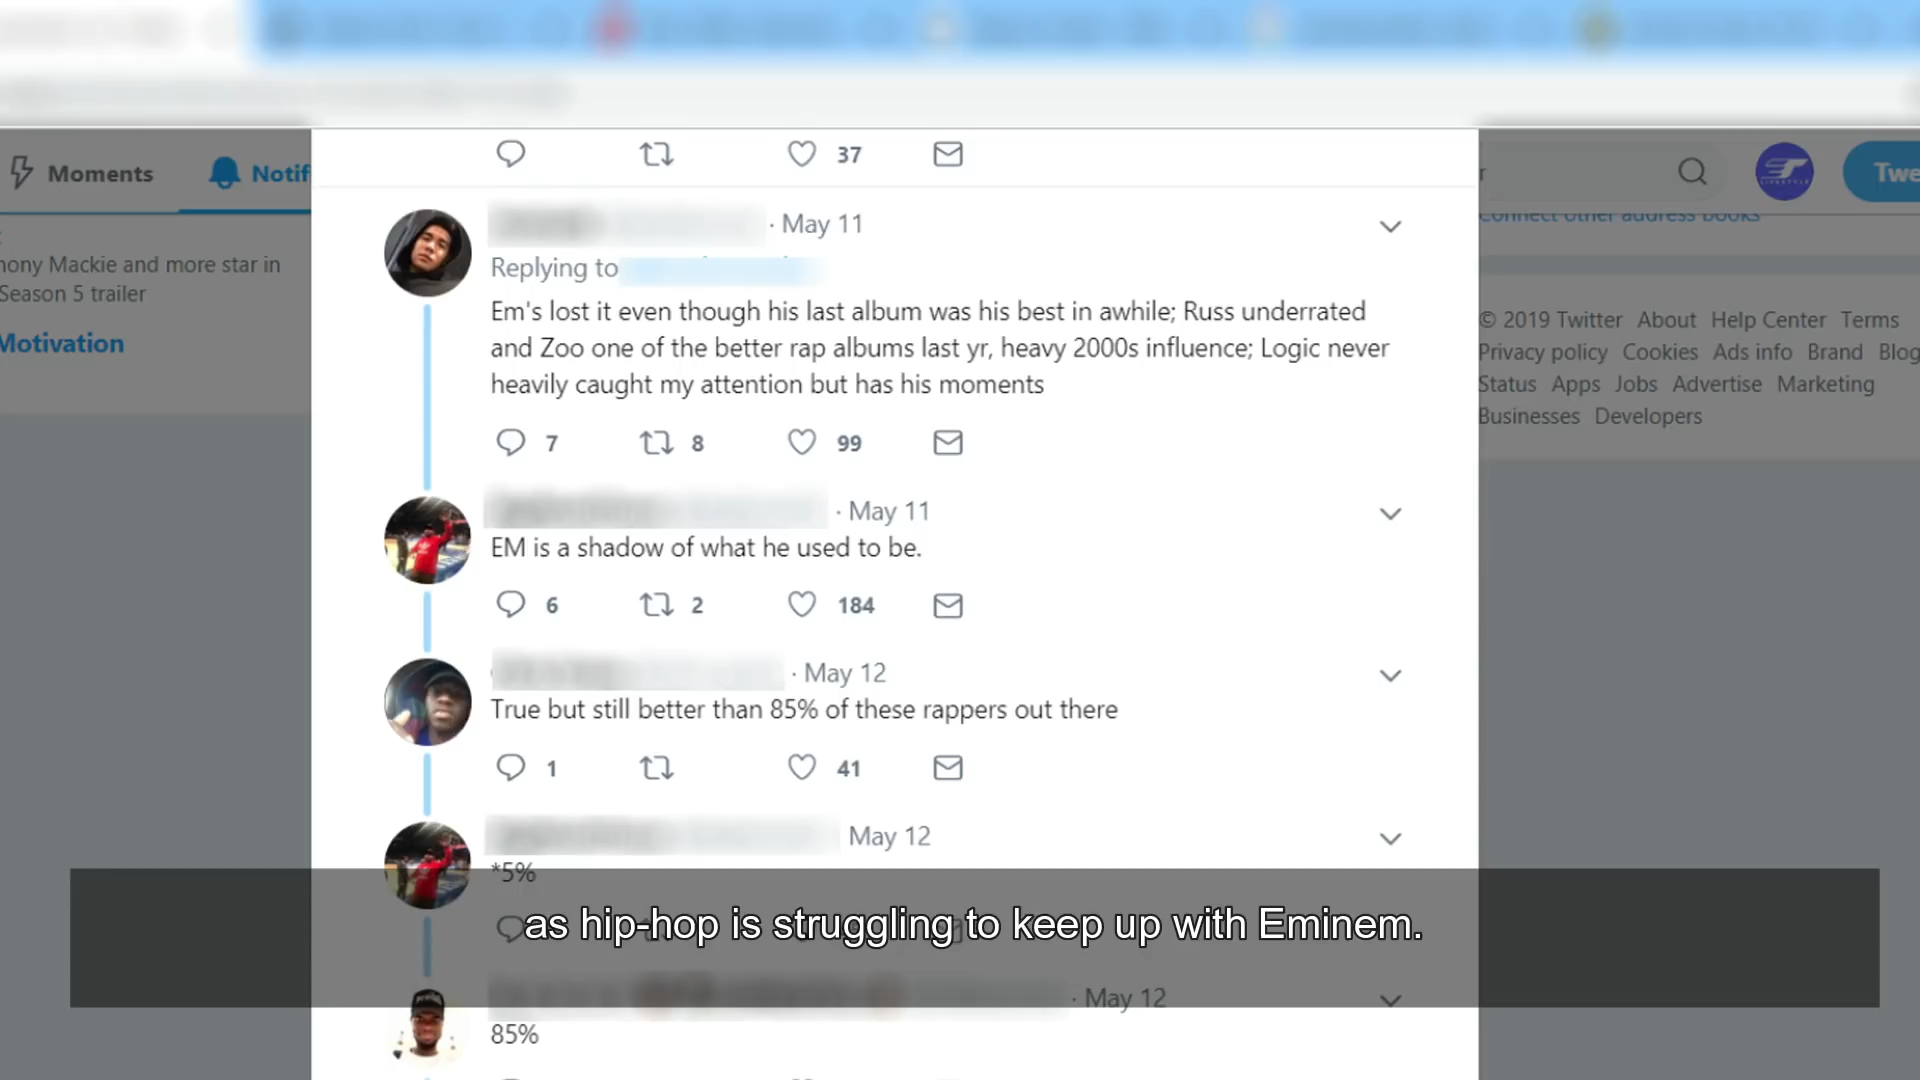 37
Moments
Notif
Twe
Connect other address books
· May 11
Replying to
Em's lost it even though his last album was his best in awhile; Russ underrated
and Zoo one of the better rap albums last yr, heavy 2000s influence; Logic never
heavily caught my attention but has his moments
7 8 99
hony Mackie and more star in
Season 5 trailer
Motivation
© 2019 Twitter About Help Center Terms
Privacy policy Cookies Ads info Brand Blog
Status Apps Jobs Advertise Marketing
Businesses Developers
· May 11
EM is a shadow of what he used to be.
6 2 184
· May 12
True but still better than 85% of these rappers out there
1 41
May 12
*5%
as hip-hop is struggling to keep up with Eminem.
· May 12
85%